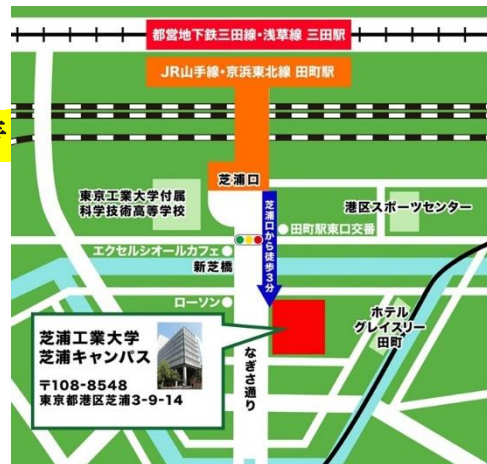 都営地下鉄三田線・浅草線 三田駅
JR山手線・京浜東北線 田町駅
芝浦口
東京工業大学付属
科学技術高等学校
港区スポーツセンター
芝浦口から徒歩3分
田町駅東口交番
エクセルシオールカフェ
新芝橋
ローソン
ホテル
グレイスリー
田町
芝浦工業大学
芝浦キャンパス
〒108-8548
東京都港区芝浦3-9-14
なぎさ通り